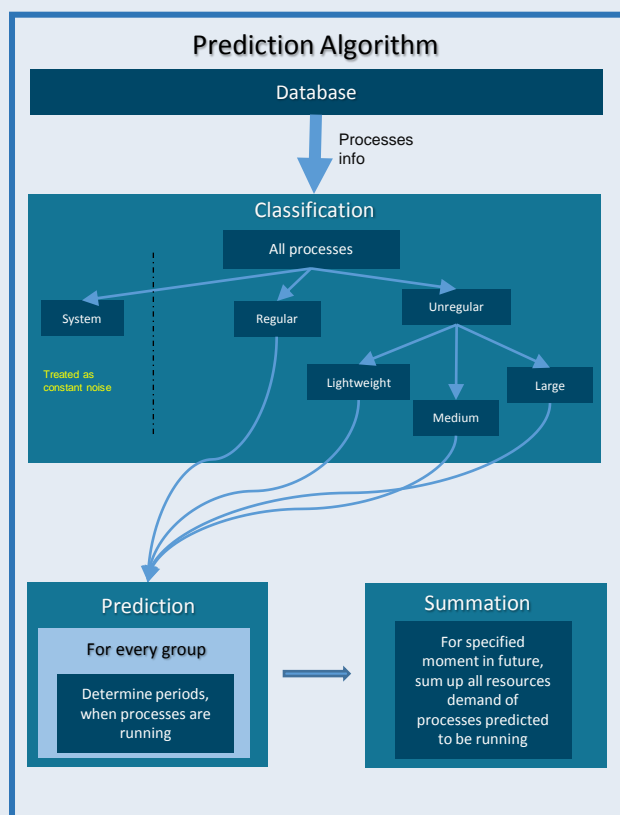 Prediction Algorithm
Database
Processes
info
Classification
All processes
System
Regular
Unregular
Treated as
constant noise
Lightweight
Large
Medium
Prediction
For every group
Determine periods,
when processes are
running
Summation
For specified
moment in future,
sum up all resources
demand of
processes predicted
to be running